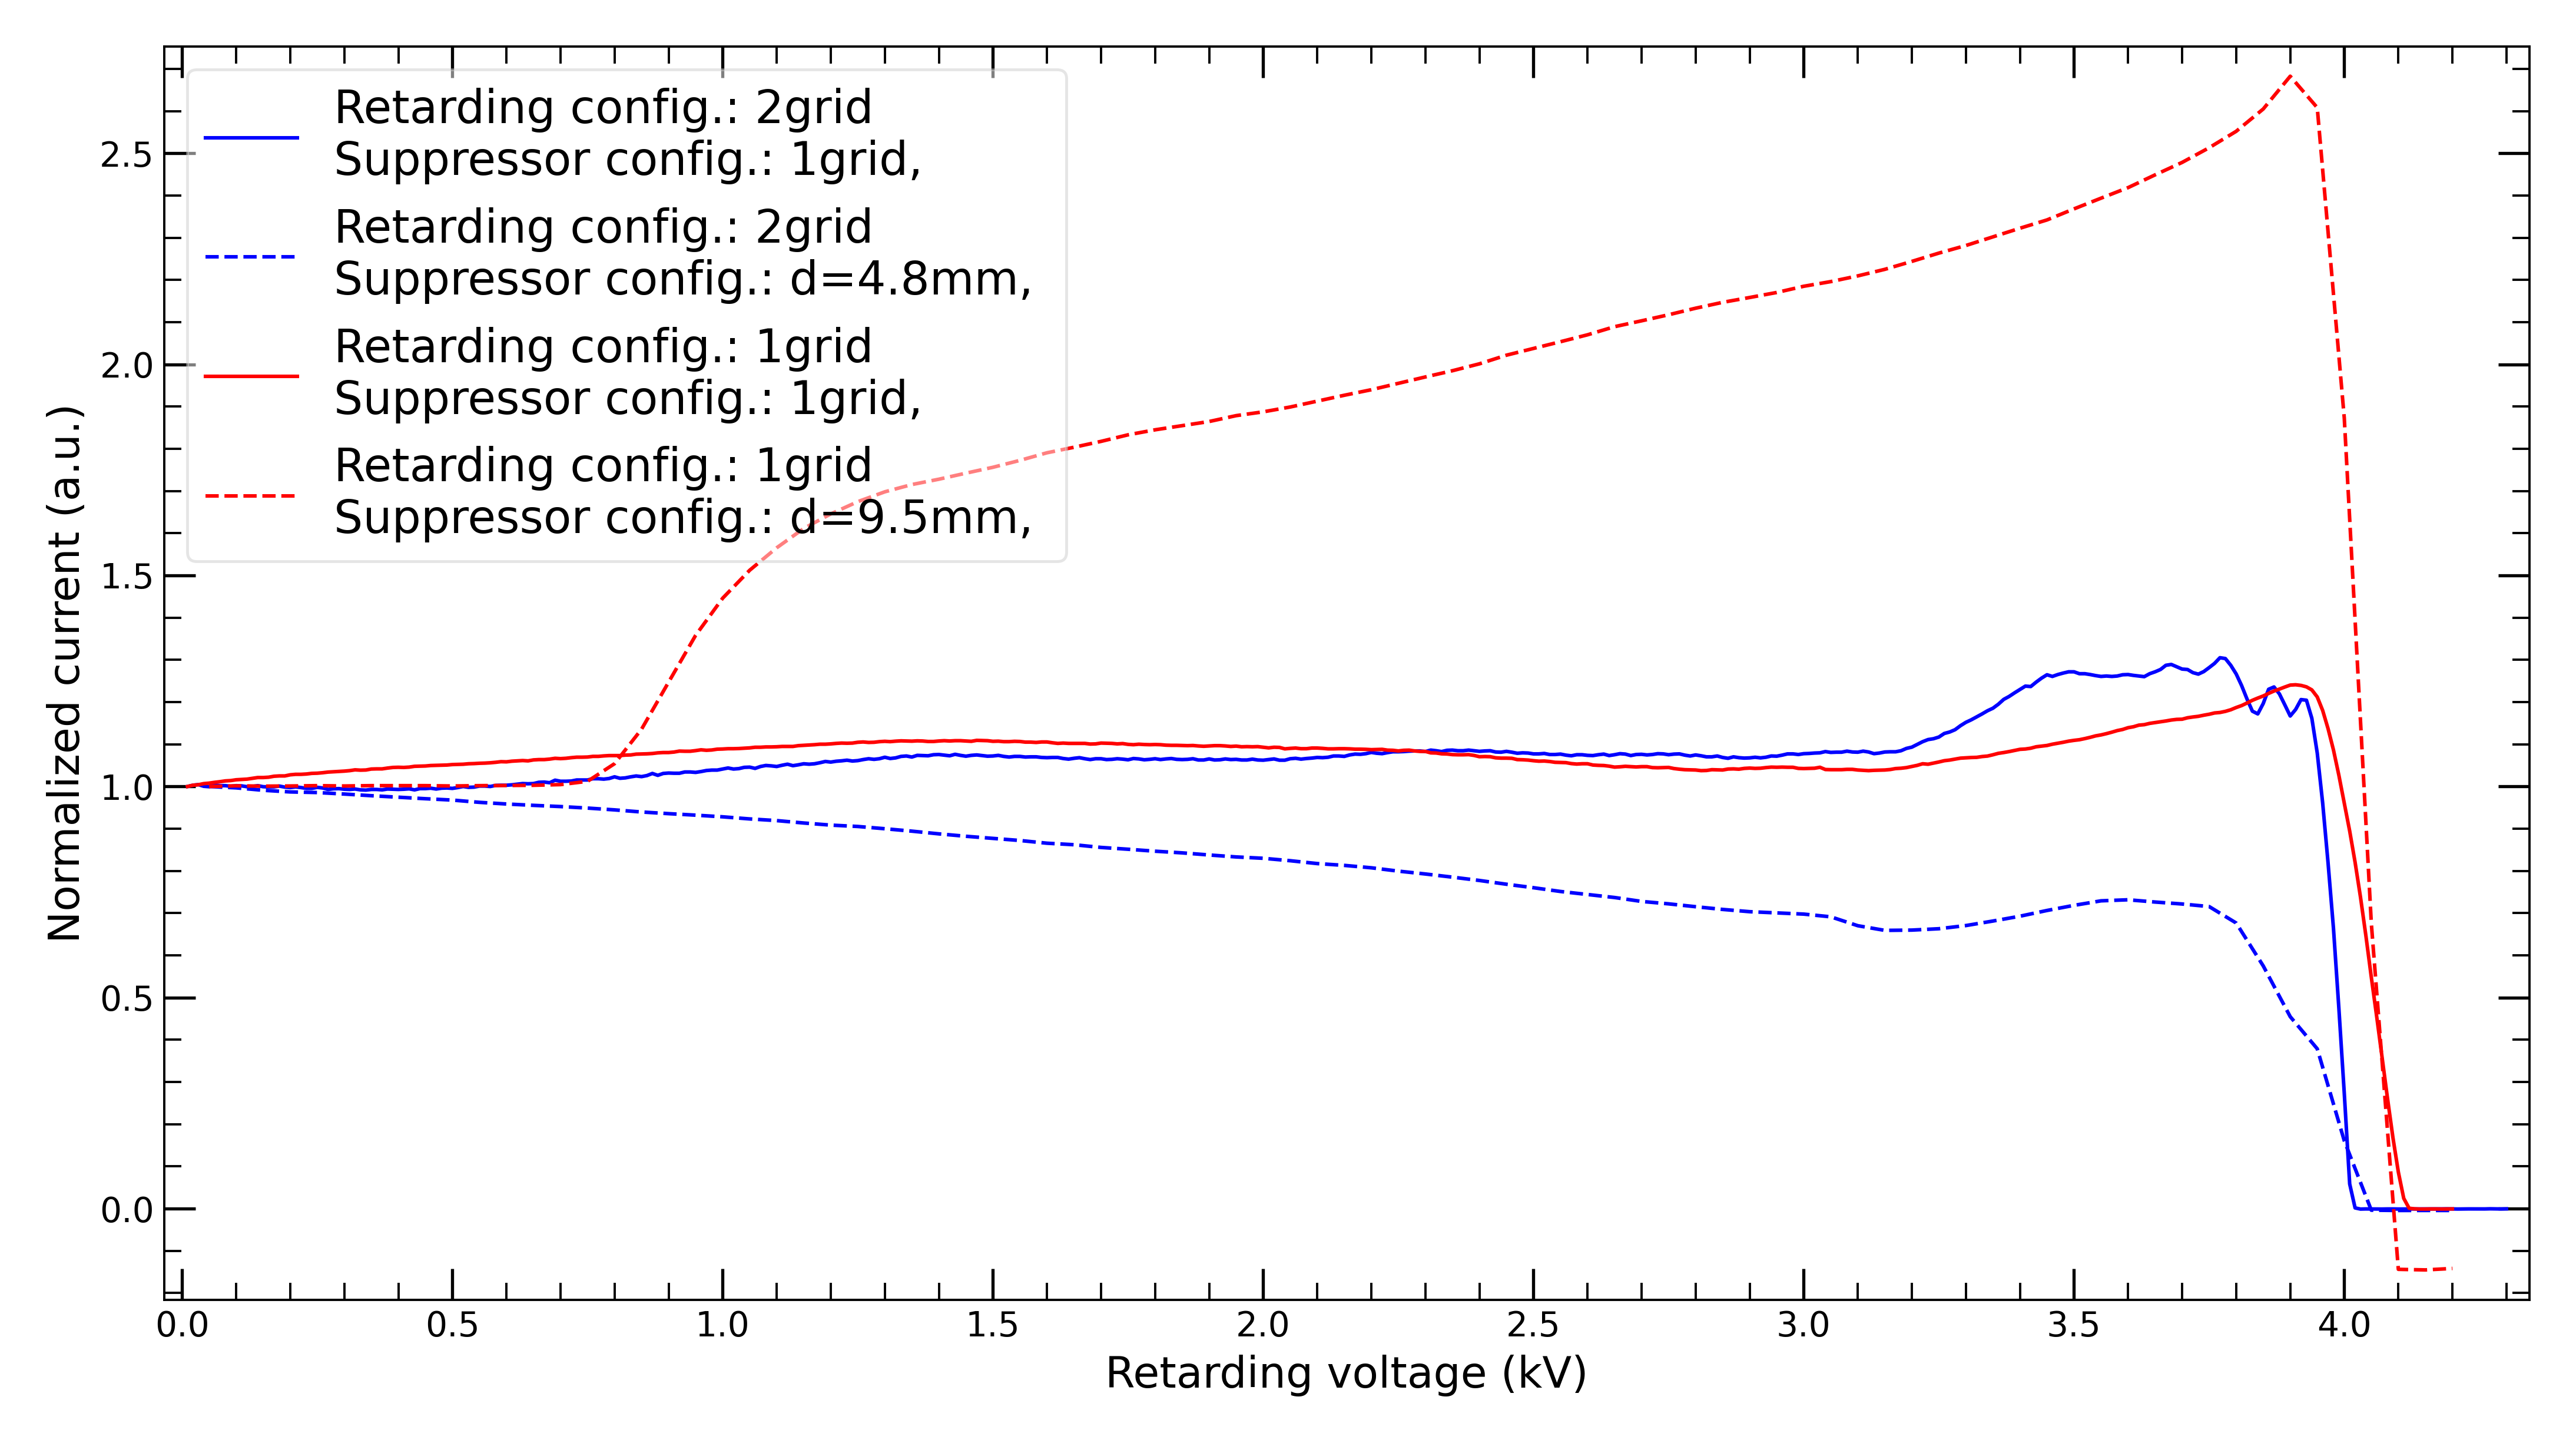 Retarding config.: 2grid
Suppressor config.: 1grid,
Retarding config.: 2grid
Suppressor config.: d=4.8mm,
Retarding config.: 1grid
Suppressor config.: 1grid,
Retarding config.: 1grid
Suppressor config.: d=9.5mm,
2.5
2.0
1.5
1.0
0.5
0.0
Normalized current (a.u.)
0.0 0.5 1.0 1.5 2.0 2.5 3.0 3.5 4.0
Retarding voltage (kV)